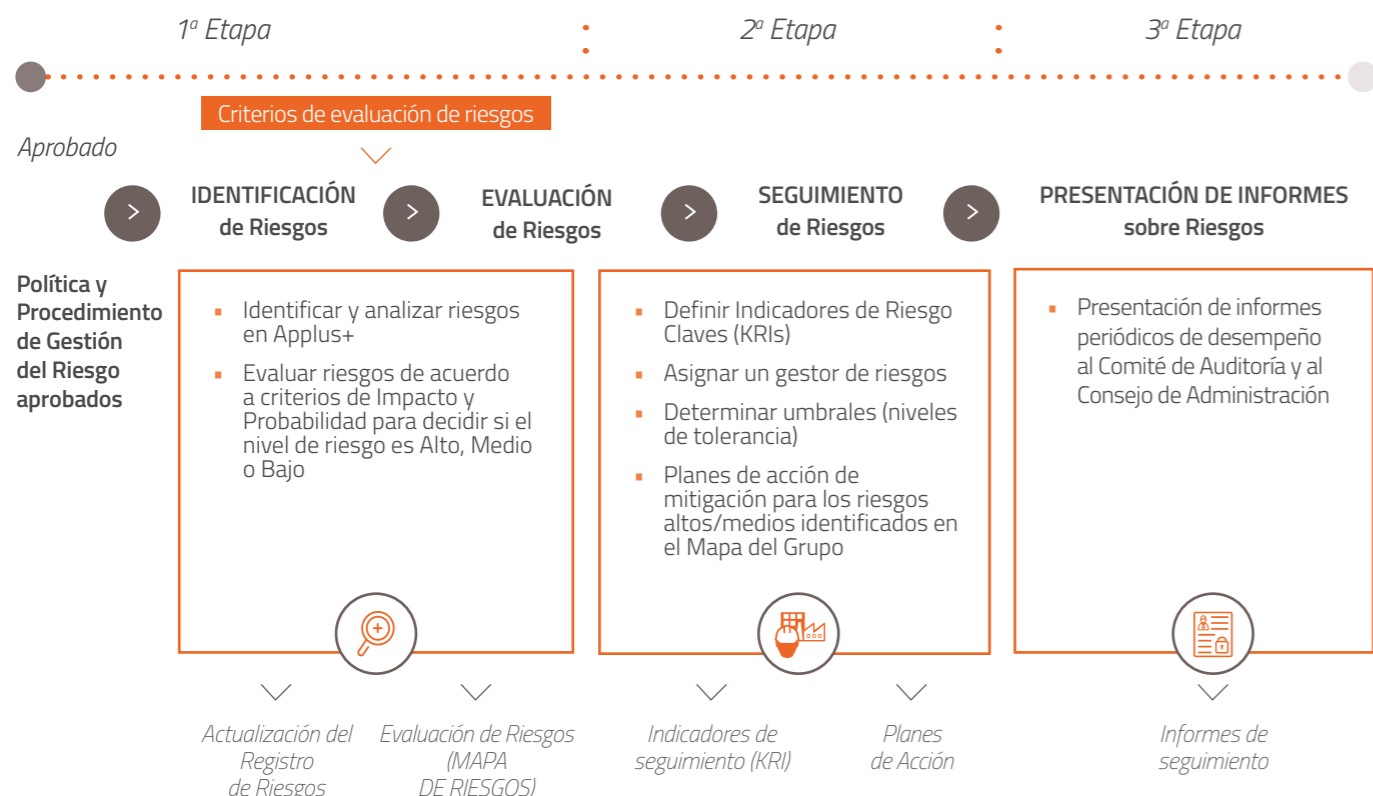 1ª Etapa
2ª Etapa
3ª Etapa
Criterios de evaluación de riesgos
Aprobado
IDENTIFICACIÓN
de Riesgos
EVALUACIÓN
de Riesgos
SEGUIMIENTO
de Riesgos
PRESENTACIÓN DE INFORMES
sobre Riesgos
Política y
Procedimiento
de Gestión
del Riesgo
aprobados
Identificar y analizar riesgos
en Applus+
Evaluar riesgos de acuerdo
a criterios de Impacto y
Probabilidad para decidir si el
nivel de riesgo es Alto, Medio
o Bajo
Definir Indicadores de Riesgo
Claves (KRIs)
Asignar un gestor de riesgos
Determinar umbrales (niveles
de tolerancia)
Planes de acción de
mitigación para los riesgos
altos/medios identificados en
el Mapa del Grupo
Presentación de informes
periódicos de desempeño
al Comité de Auditoría y al
Consejo de Administración
Actualización del
Registro
de Riesgos
Evaluación de Riesgos
(MAPA
DE RIESGOS)
Indicadores de
seguimiento (KRI)
Planes
de Acción
Informes de
seguimiento